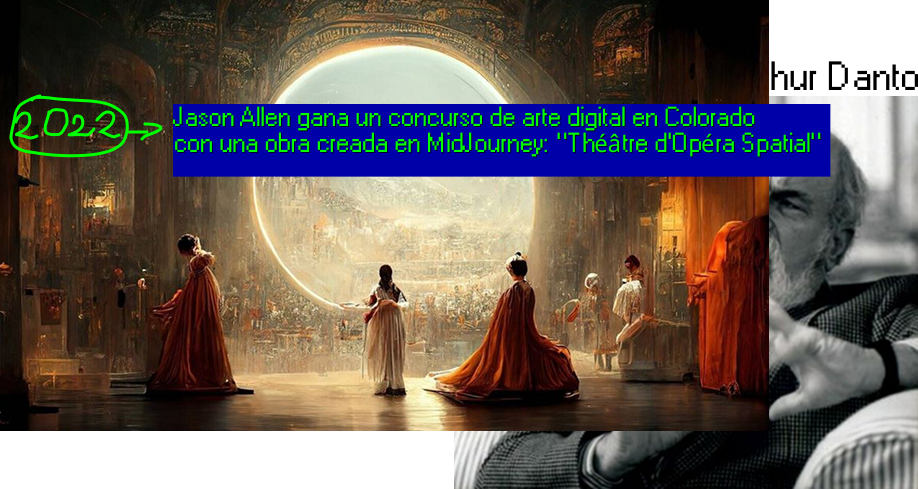 hur Danto
2022
Jason Allen gana un concurso de arte digital en Colorado
con una obra creada en MidJourney: "Théâtre d'Opéra Spatial"